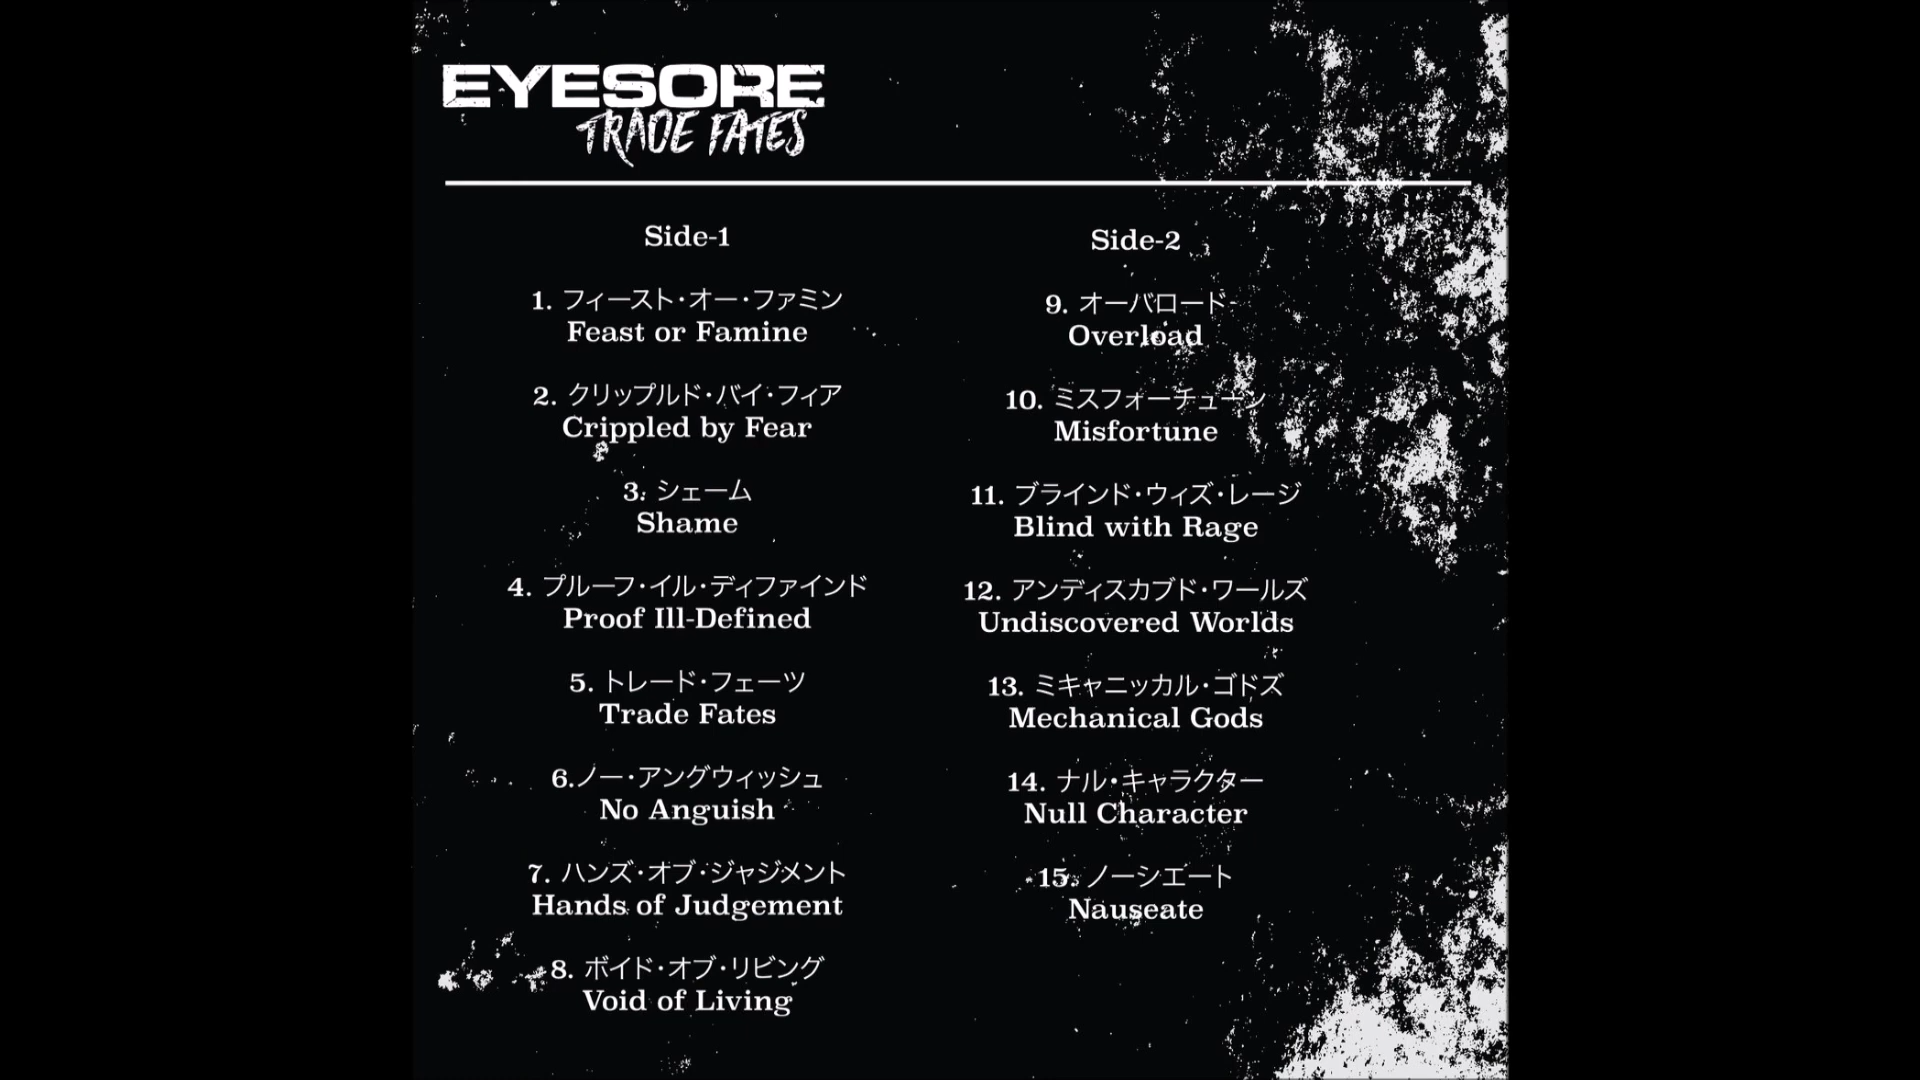 EYESORE
TRADE FATES
Side-1
1. フィースト・オー・ファミン
Feast or Famine
2. クリップルド・バイ・フィア
Crippled by Fear
3. シェーム
Shame
4. プルーフ・イル・ディファインド
Proof Ill-Defined
5. トレード・フェーツ
Trade Fates
6.ノー・アングウィッシュ
No Anguish
7. ハンズ・オブ・ジャジメント
Hands of Judgement
8. ボイド・オブ・リビング
Void of Living
Side-2
9. オーバロード
Overload
10. ミスフォーチューン
Misfortune
11. ブラインド・ウィズ・レージ
Blind with Rage
12. アンディスカブド・ワールズ
Undiscovered Worlds
13. ミキャニッカル・ゴドズ
Mechanical Gods
14. ナル・キャラクター
Null Character
15. ノーシエート
Nauseate